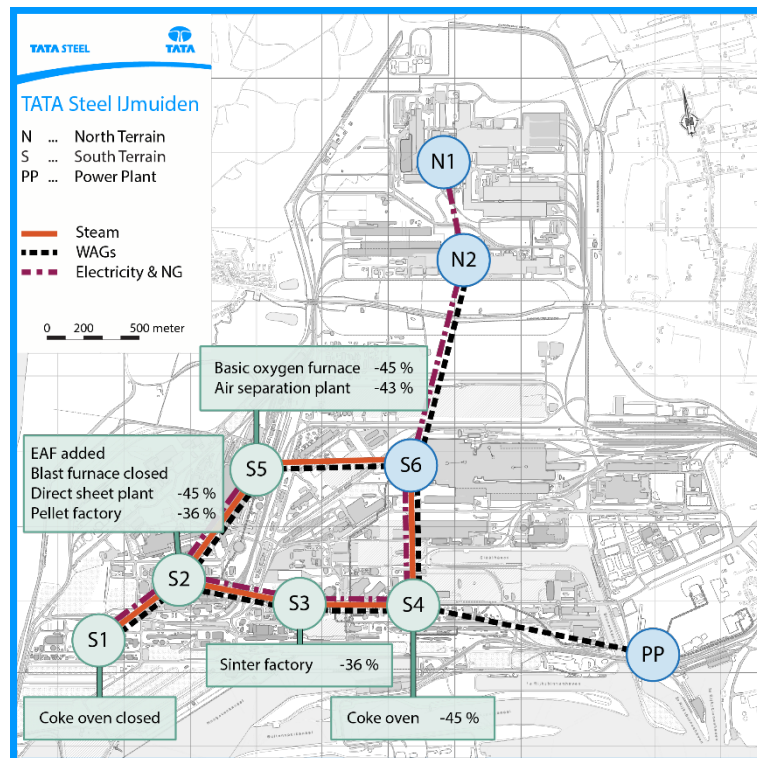 TATA STEEL
TATA
TATA Steel IJmuiden
N ... North Terrain
S ... South Terrain
PP ... Power Plant
Steam
WAGs
Electricity & NG
0 200 500 meter
N1
N2
Basic oxygen furnace -45 %
Air separation plant -43 %
EAF added
Blast furnace closed
Direct sheet plant -45 %
Pellet factory -36 %
S5
S6
S2
S3
S4
S1
PP
Sinter factory -36 %
Coke oven closed
Coke oven -45 %